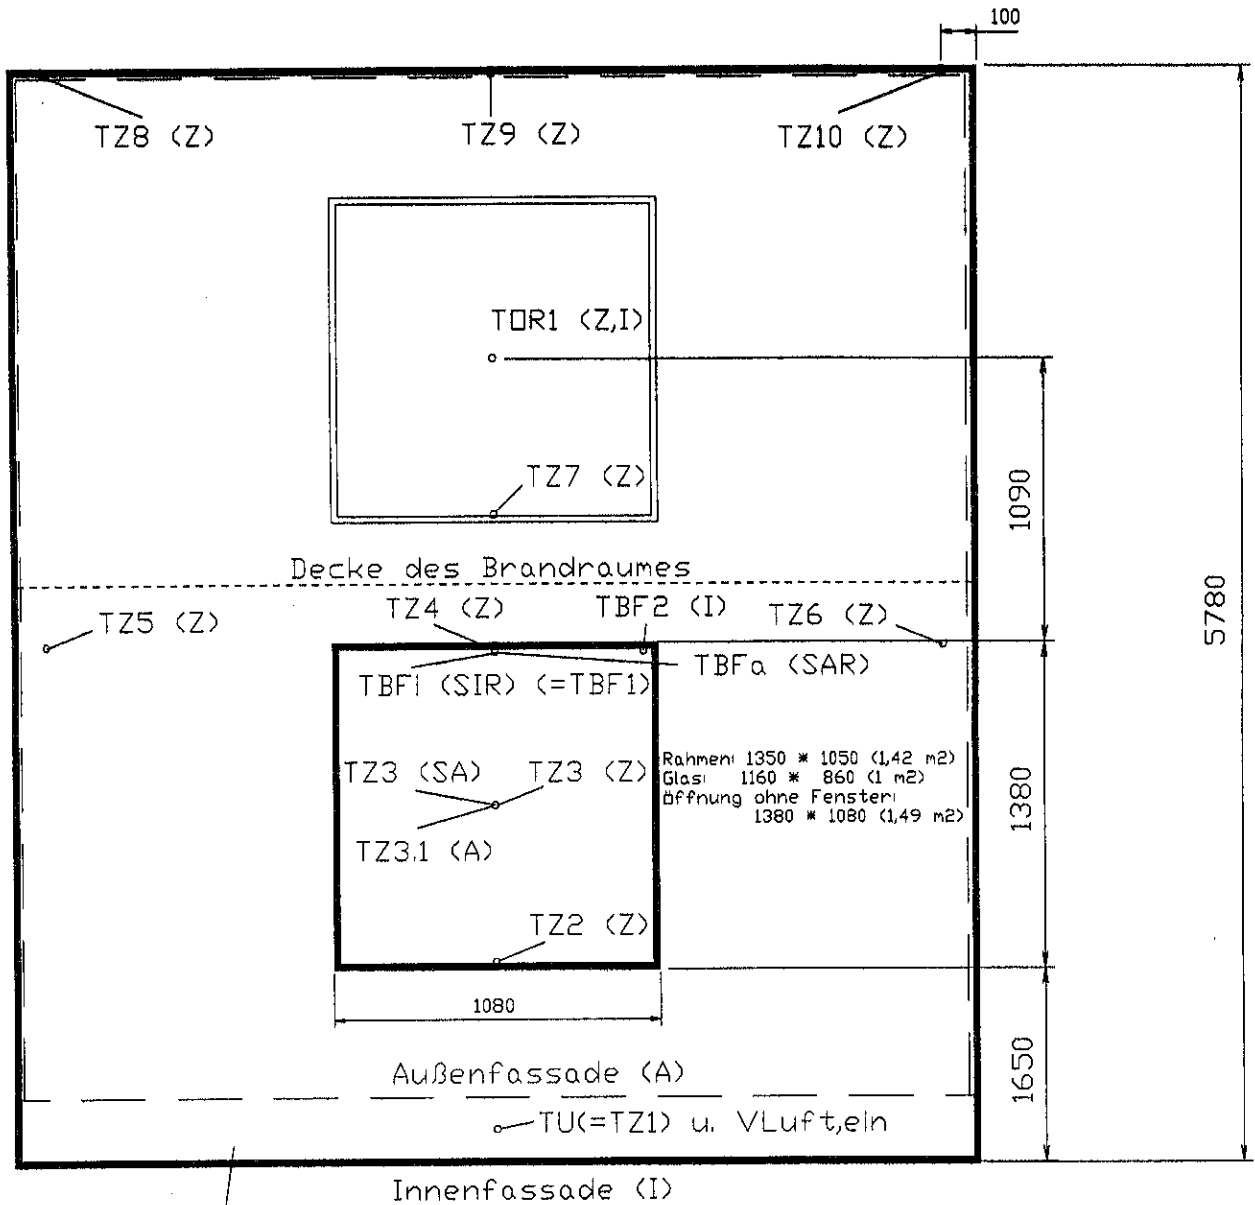 100
TZ8 (Z)
TZ9 (Z)
TZ10 (Z)
TOR1 (Z,I)
TZ7 (Z)
1090
5780
Decke des Brandraumes
TZ5 (Z)
TZ4 (Z)
TBF2 (I)
TZ6 (Z)
TBFa (SAR)
TBFi (SIR) (=TBF1)
Rahmen: 1350 * 1050 (1,42 m2)
Glas: 1160 * 860 (1 m2)
Öffnung ohne Fenster:
1380 * 1080 (1,49 m2)
TZ3 (SA)
TZ3 (Z)
TZ3.1 (A)
1380
TZ2 (Z)
1080
1650
Außenfassade (A)
TU(=TZ1) u. VLuft,ein
Innenfassade (I)